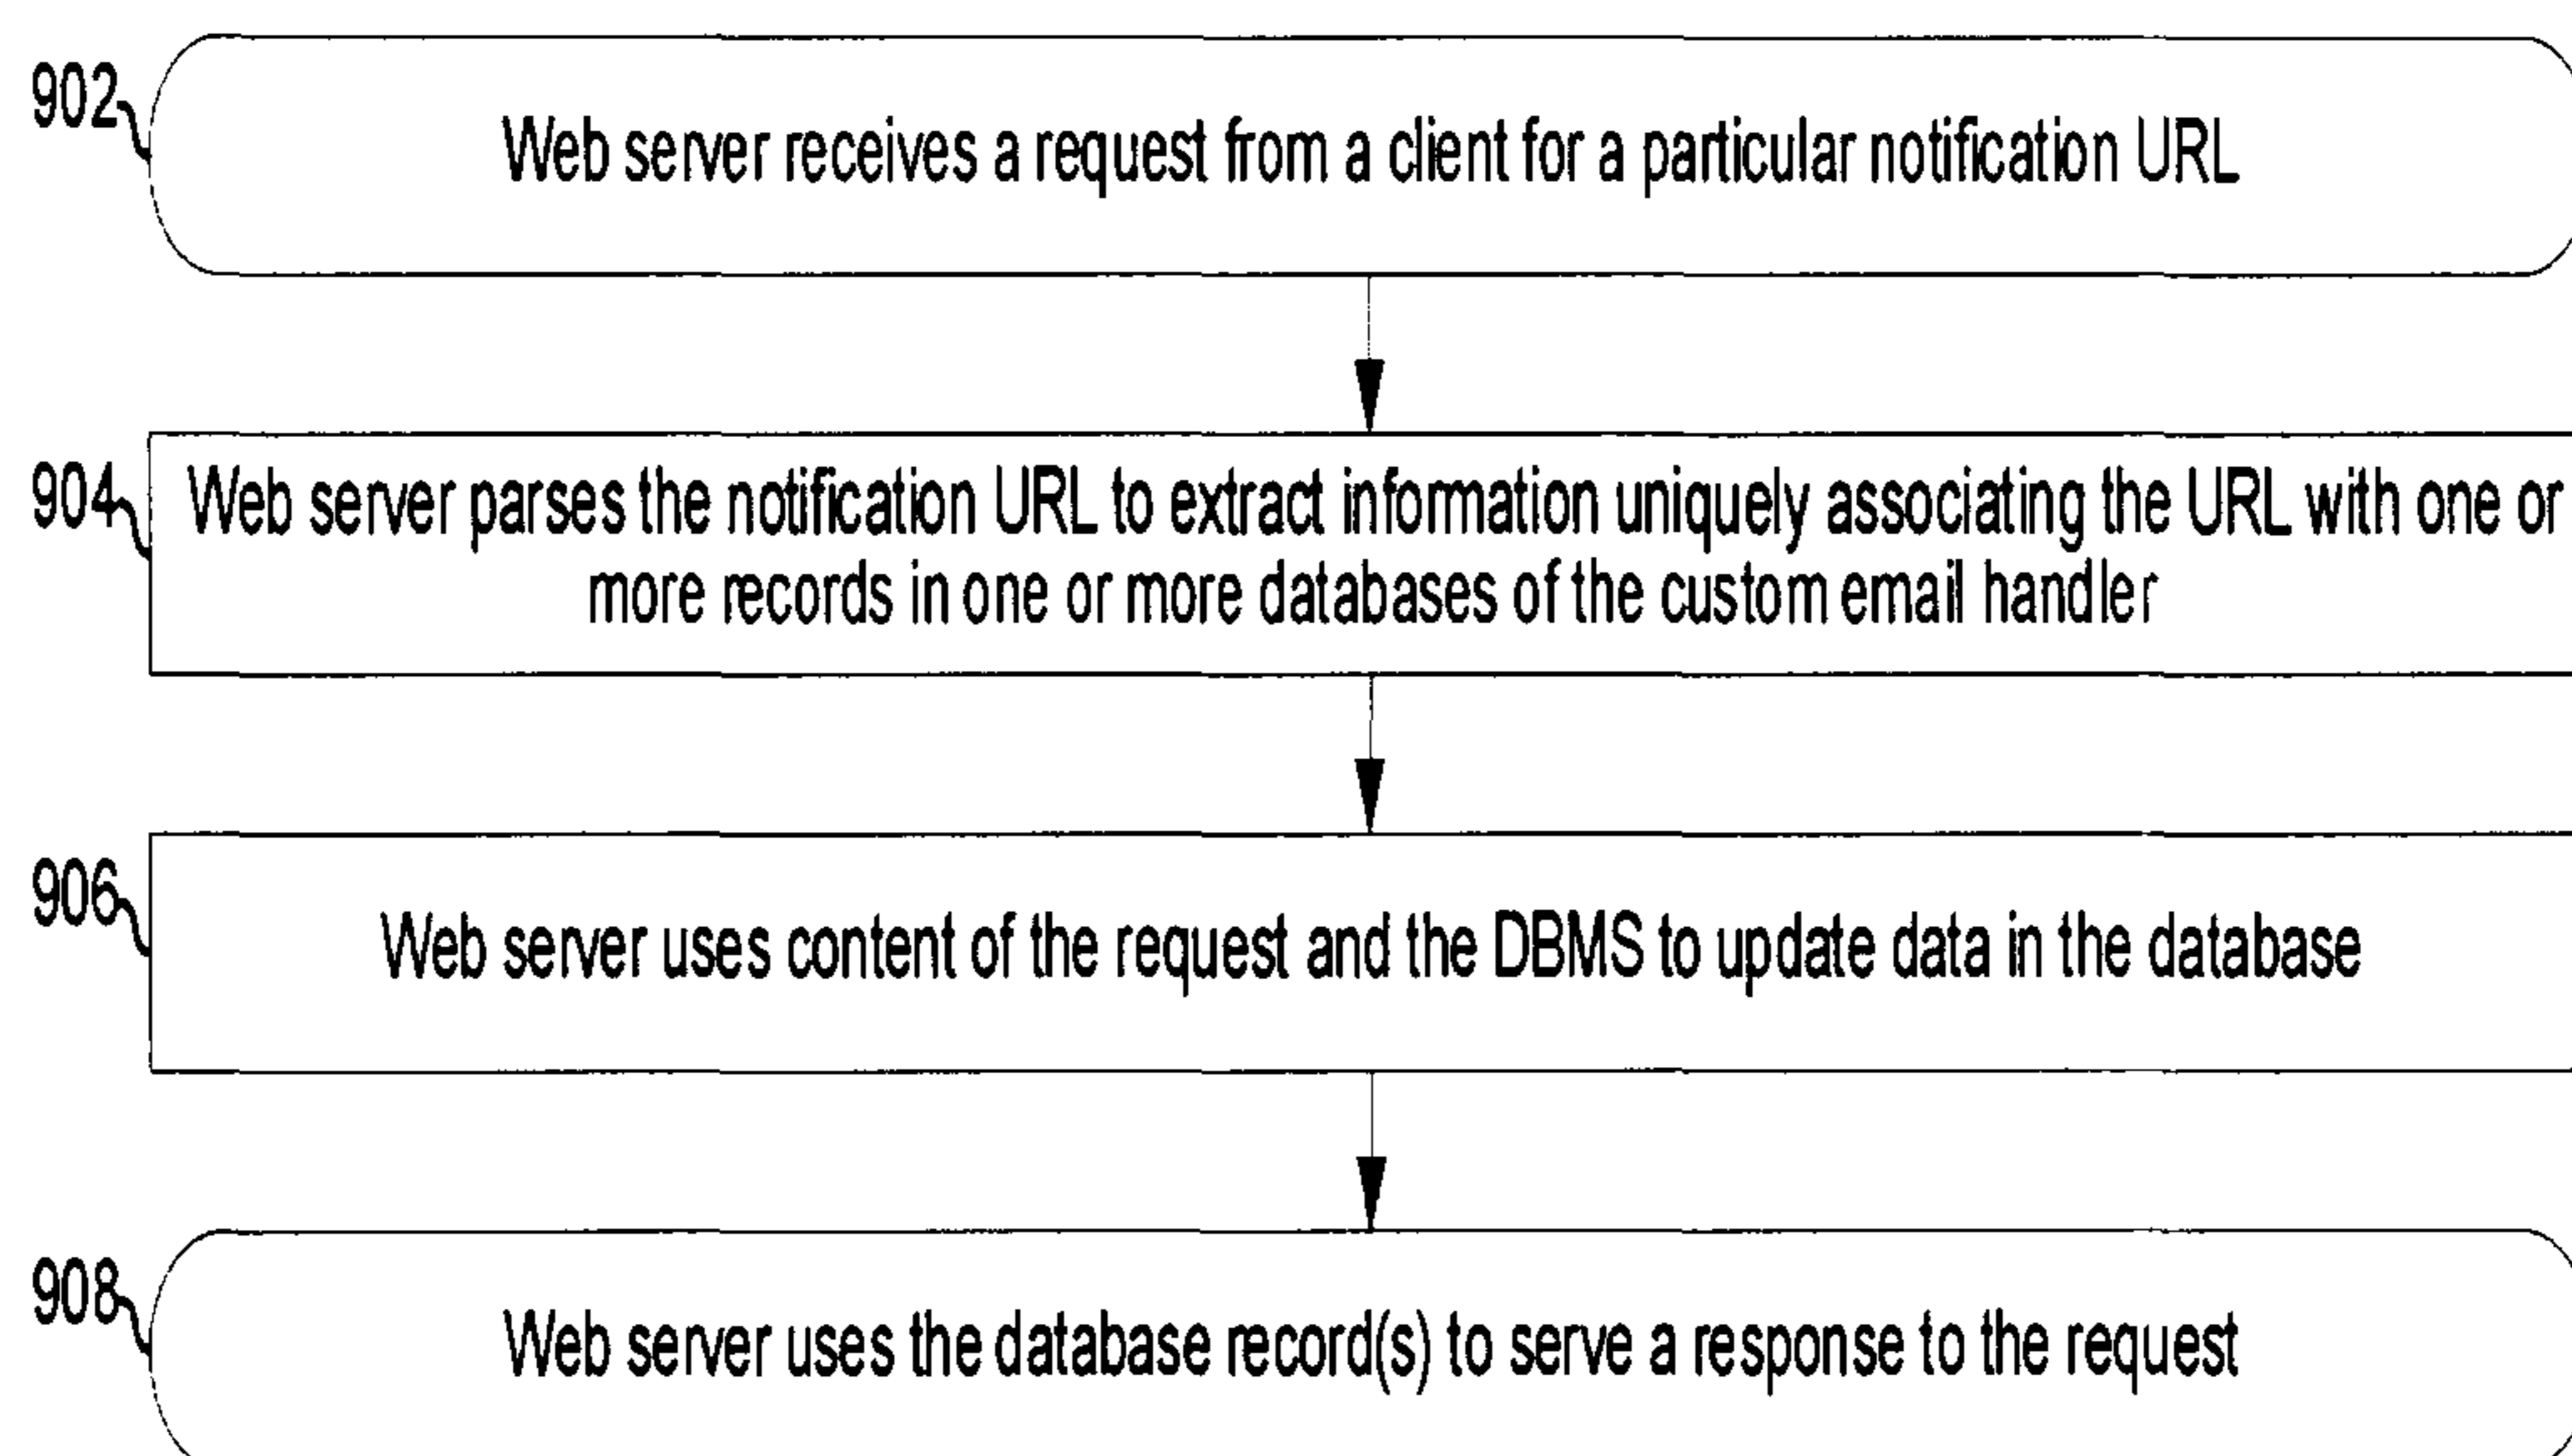 902
Web server receives a request from a client for a particular notification URL
904
Web server parses the notification URL to extract information uniquely associating the URL with one or
more records in one or more databases of the custom email handler
906
Web server uses content of the request and the DBMS to update data in the database
908
Web server uses the database record(s) to serve a response to the request